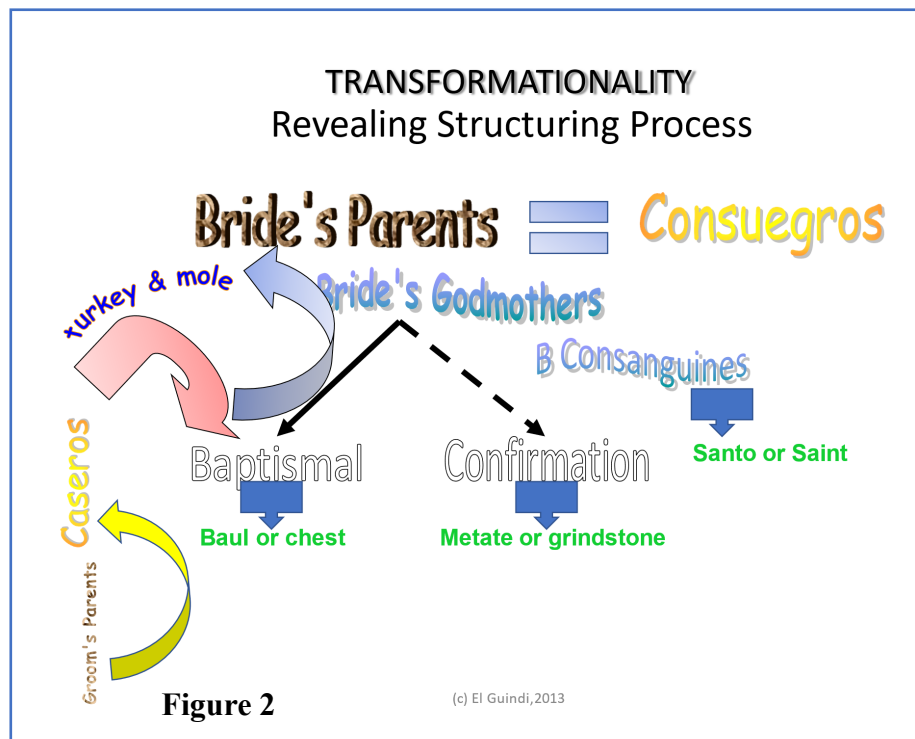 TRANSFORMATIONALITY
Revealing Structuring Process
Bride's Parents
Consuegros
turkey & mole
Bride's Godmothers
B Consanguines
Caseros
Baptismal
Confirmation
Santo or Saint
Baul or chest
Metate or grindstone
Groom's Parents
Figure 2
(c) El Guindi,2013